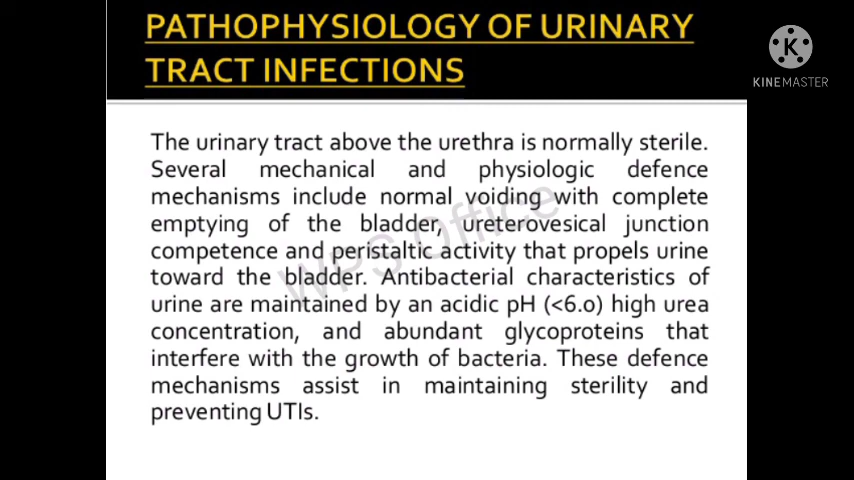 PATHOPHYSIOLOGY OF URINARY
TRACT INFECTIONS
K
KINEMASTER
The urinary tract above the urethra is normally sterile.
Several mechanical and physiologic defence
mechanisms include normal voiding with complete
emptying of the bladder, ureterovesical junction
competence and peristaltic activity that propels urine
toward the bladder. Antibacterial characteristics of
urine are maintained by an acidic pH (<6.0) high urea
concentration, and abundant glycoproteins that
interfere with the growth of bacteria. These defence
mechanisms assist in maintaining sterility and
preventing UTIs.
WPS Office